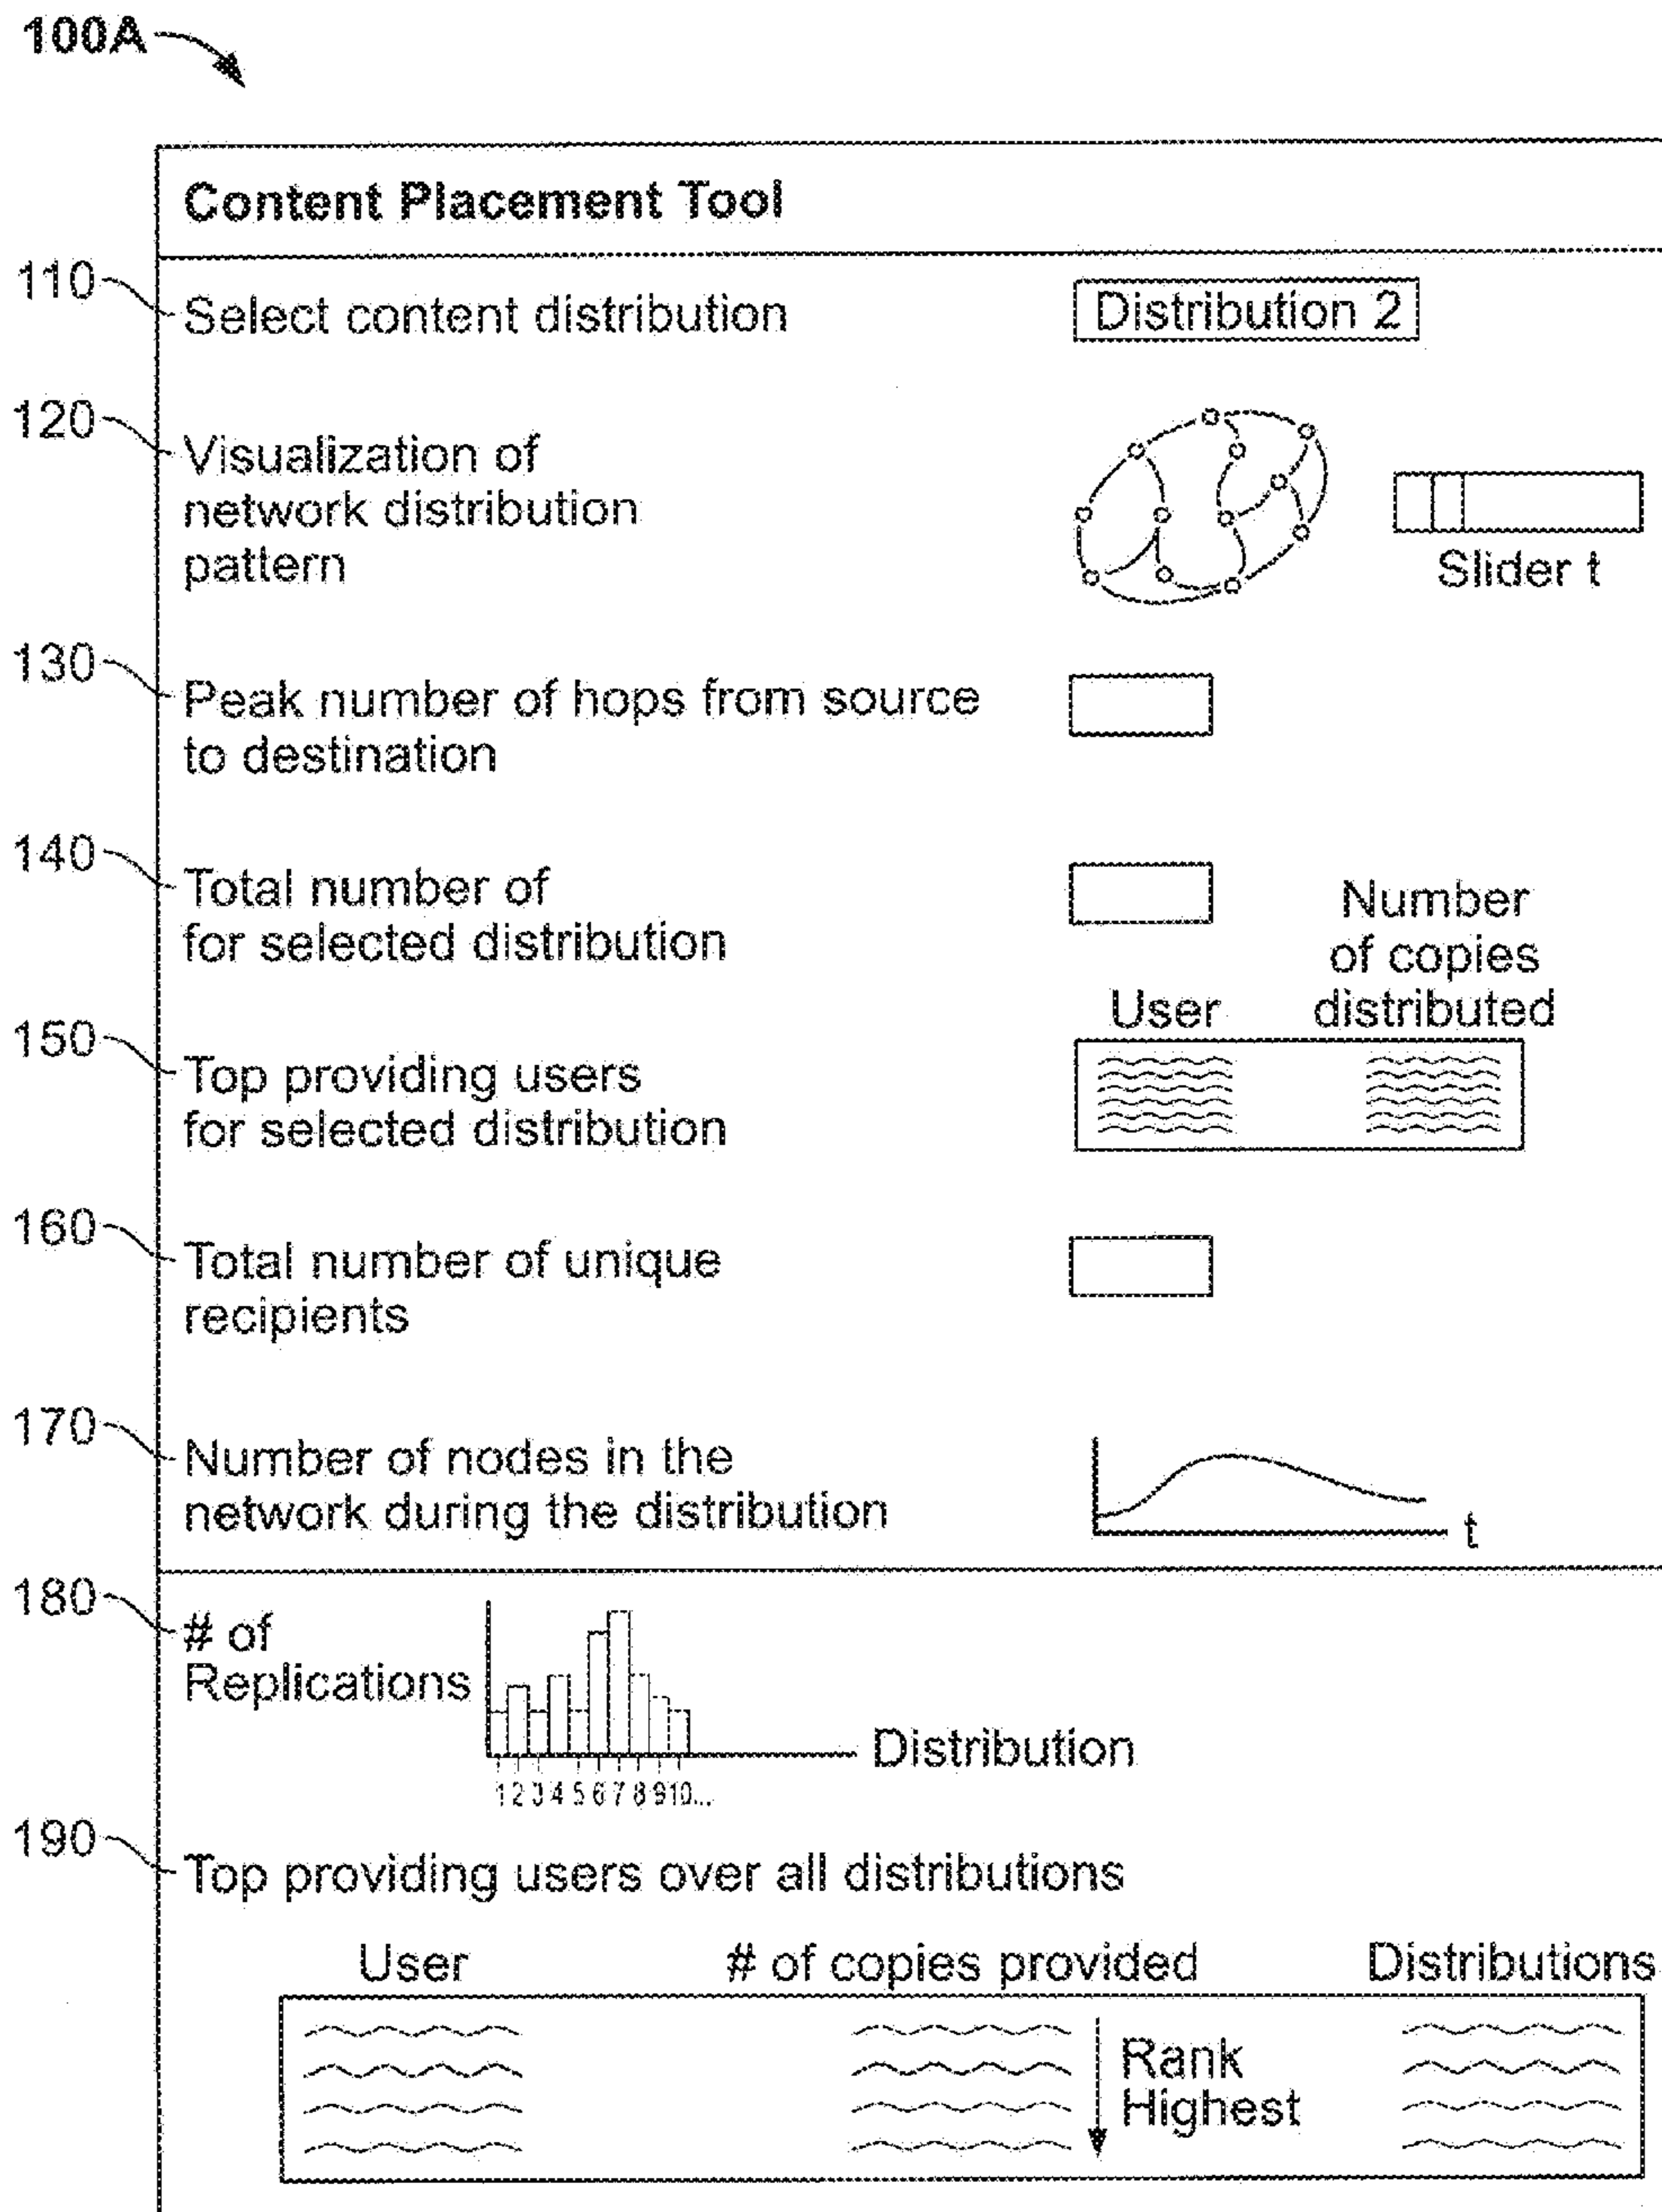 100A
Content Placement Tool
110
Select content distribution
Distribution 2
120
Visualization of
network distribution
pattern
Slider t
130
Peak number of hops from source
to destination
140
Total number of
for selected distribution
Number
of copies
distributed
User
150
Top providing users
for selected distribution
160
Total number of unique
recipients
170
Number of nodes in the
network during the distribution
t
180
# of
Replications
Distribution
1 2 3 4 5 6 7 8 9 10...
190
Top providing users over all distributions
User # of copies provided Distributions
Rank
Highest